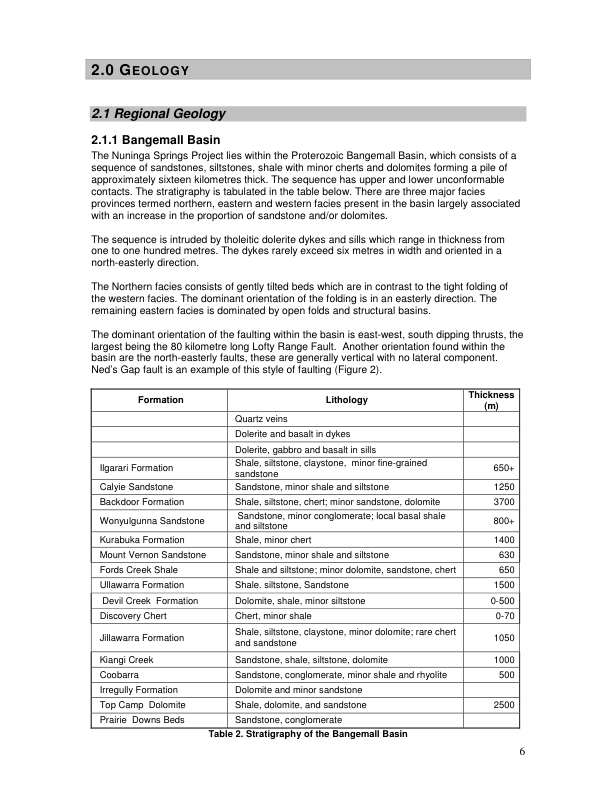 2.0 GEOLOGY
2.1 Regional Geology
2.1.1 Bangemall Basin
The Nuninga Springs Project lies within the Proterozoic Bangemall Basin, which consists of a
sequence of sandstones, siltstones, shale with minor cherts and dolomites forming a pile of
approximately sixteen kilometres thick. The sequence has upper and lower unconformable
contacts. The stratigraphy is tabulated in the table below. There are three major facies
provinces termed northern, eastern and western facies present in the basin largely associated
with an increase in the proportion of sandstone and/or dolomites.
The sequence is intruded by tholeitic dolerite dykes and sills which range in thickness from
one to one hundred metres. The dykes rarely exceed six metres in width and oriented in a
north-easterly direction.
The Northern facies consists of gently tilted beds which are in contrast to the tight folding of
the western facies. The dominant orientation of the folding is in an easterly direction. The
remaining eastern facies is dominated by open folds and structural basins.
The dominant orientation of the faulting within the basin is east-west, south dipping thrusts, the
largest being the 80 kilometre long Lofty Range Fault.  Another orientation found within the
basin are the north-easterly faults, these are generally vertical with no lateral component.
Ned's Gap fault is an example of this style of faulting (Figure 2).
Formation Lithology Thickness
(m)
Quartz veins
Dolerite and basalt in dykes
Dolerite, gabbro and basalt in sills
Ilgarari Formation Shale, siltstone, claystone,  minor fine-grained
sandstone 650+
Calyie Sandstone Sandstone, minor shale and siltstone 1250
Backdoor Formation Shale, siltstone, chert; minor sandstone, dolomite 3700
Wonyulgunna Sandstone Sandstone, minor conglomerate; local basal shale
and siltstone 800+
Kurabuka Formation Shale, minor chert 1400
Mount Vernon Sandstone Sandstone, minor shale and siltstone 630
Fords Creek Shale Shale and siltstone; minor dolomite, sandstone, chert 650
Ullawarra Formation Shale. siltstone, Sandstone 1500
Devil Creek  Formation Dolomite, shale, minor siltstone 0-500
Discovery Chert Chert, minor shale 0-70
Jillawarra Formation Shale, siltstone, claystone, minor dolomite; rare chert
and sandstone 1050
Kiangi Creek Sandstone, shale, siltstone, dolomite 1000
Coobarra Sandstone, conglomerate, minor shale and rhyolite 500
Irregully Formation Dolomite and minor sandstone
Top Camp  Dolomite Shale, dolomite, and sandstone 2500
Prairie  Downs Beds Sandstone, conglomerate
Table 2. Stratigraphy of the Bangemall Basin
6